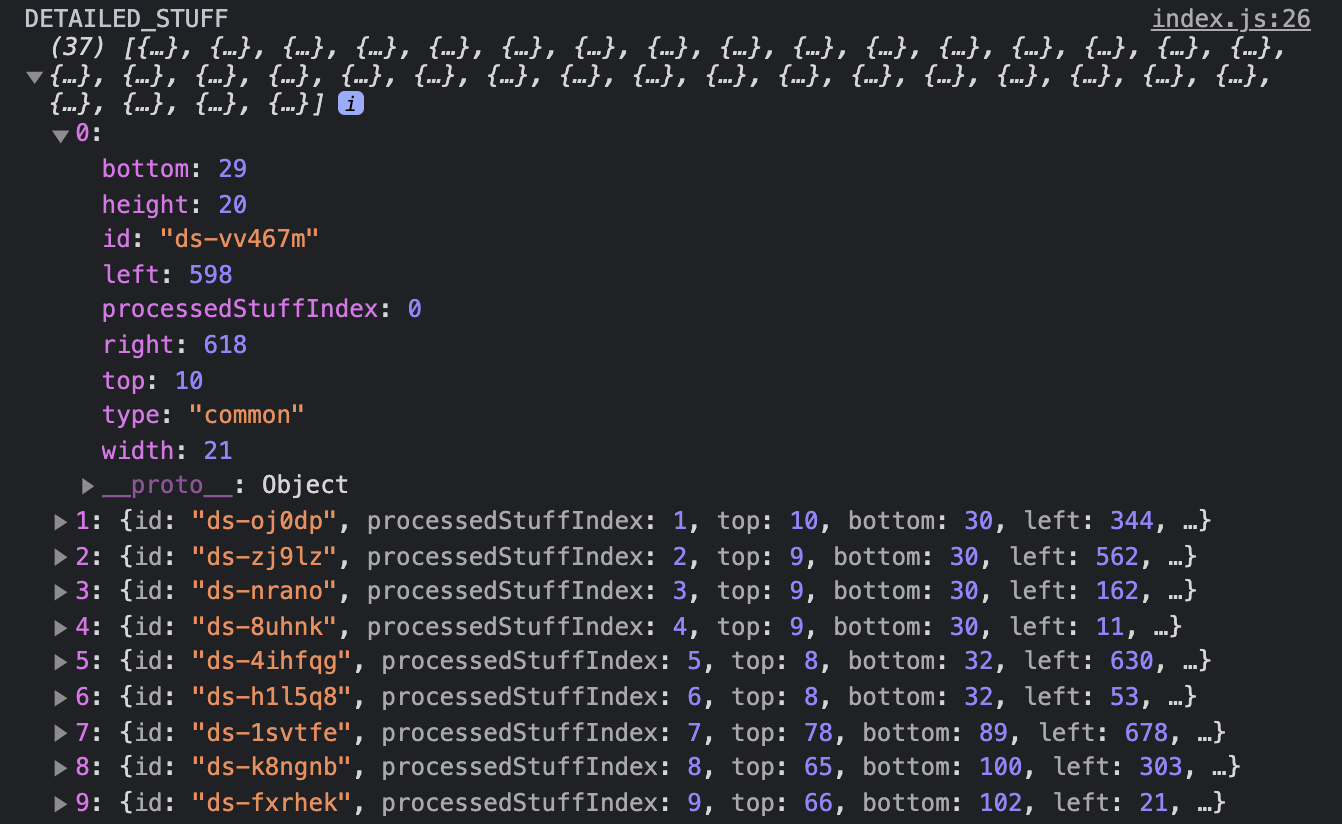 DETAILED_STUFF index.js:26
(37) [{…}, {…}, {…}, {…}, {…}, {…}, {…}, {…}, {…}, {…}, {…}, {…}, {…}, {…}, {…}, {…},
▼{…}, {…}, {…}, {…}, {…}, {…}, {…}, {…}, {…}, {…}, {…}, {…}, {…}, {…}, {…}, {…}, {…},
{…}, {…}, {…}, {…}] i
▼0:
bottom: 29
height: 20
id: "ds-vv467m"
left: 598
processedStuffIndex: 0
right: 618
top: 10
type: "common"
width: 21
▶__proto__: Object
▶1: {id: "ds-oj0dp", processedStuffIndex: 1, top: 10, bottom: 30, left: 344, …}
▶2: {id: "ds-zj9lz", processedStuffIndex: 2, top: 9, bottom: 30, left: 562, …}
▶3: {id: "ds-nrano", processedStuffIndex: 3, top: 9, bottom: 30, left: 162, …}
▶4: {id: "ds-8uhnk", processedStuffIndex: 4, top: 9, bottom: 30, left: 11, …}
▶5: {id: "ds-4ihfqg", processedStuffIndex: 5, top: 8, bottom: 32, left: 630, …}
▶6: {id: "ds-h1l5q8", processedStuffIndex: 6, top: 8, bottom: 32, left: 53, …}
▶7: {id: "ds-1svtfe", processedStuffIndex: 7, top: 78, bottom: 89, left: 678, …}
▶8: {id: "ds-k8ngnb", processedStuffIndex: 8, top: 65, bottom: 100, left: 303, …}
▶9: {id: "ds-fxrhek", processedStuffIndex: 9, top: 66, bottom: 102, left: 21, …}